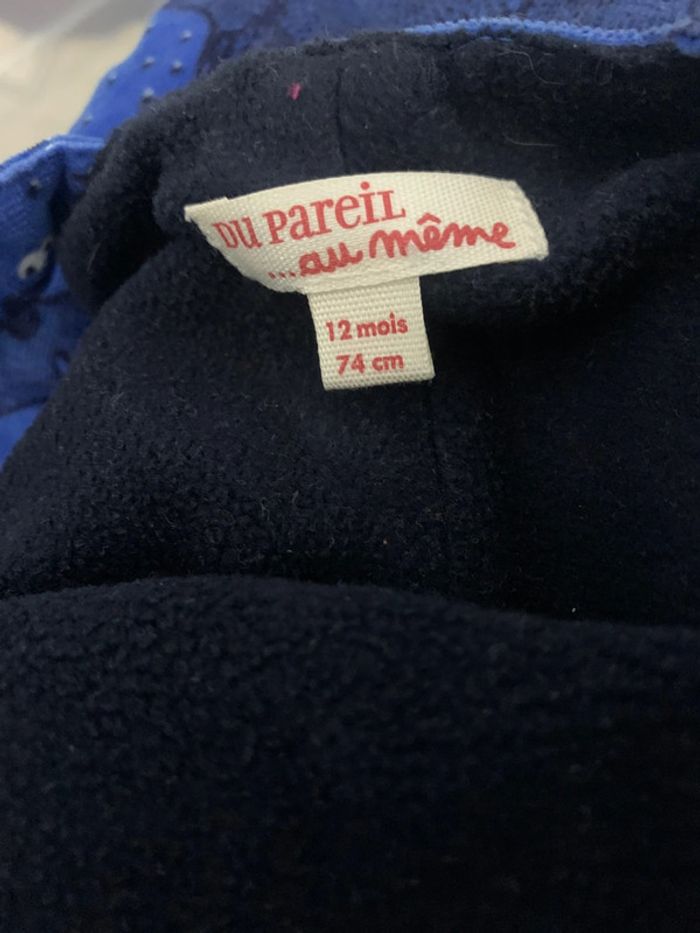 DU PareiL
...au même
12 mois
74 cm